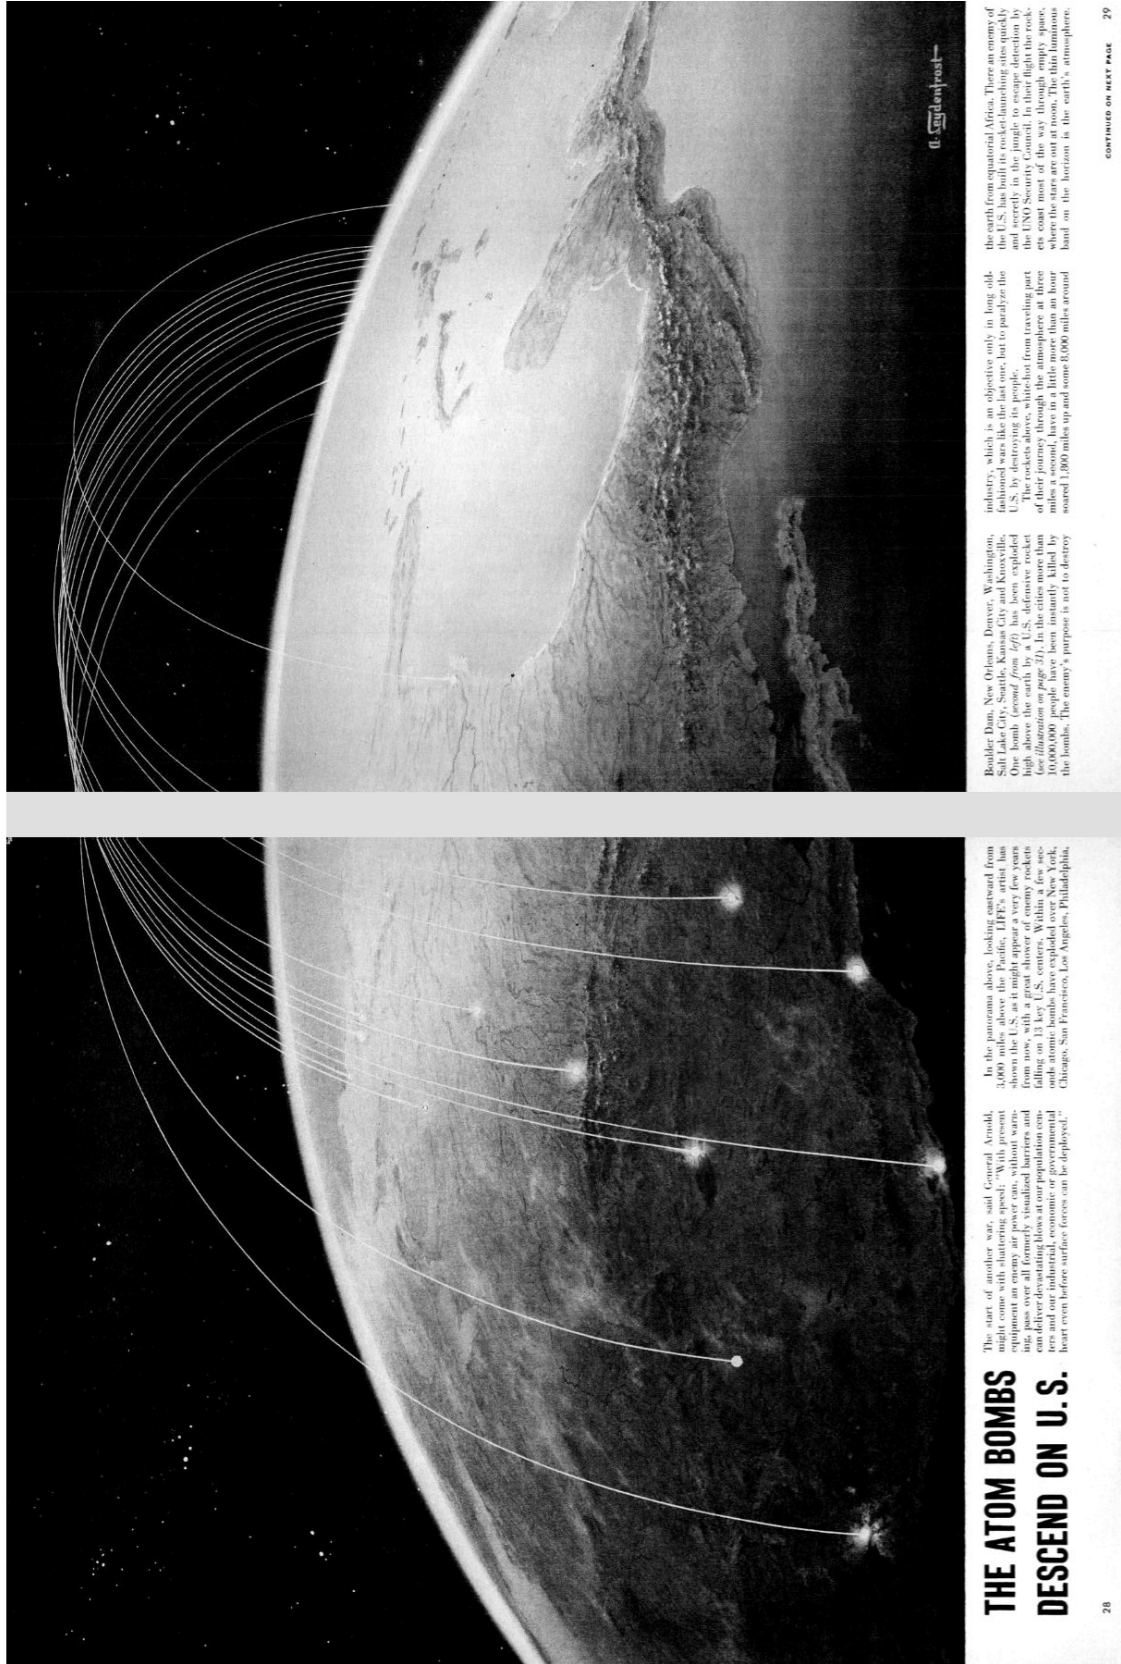 THE ATOM BOMBS
DESCEND ON U.S.
The start of another war, said General Arnold,
might come with shattering speed: "With present
equipment an enemy air power can, without warn-
ing, pass over all formerly visualized barriers and
can deliver devastating blows at our population cen-
ters and our industrial, economic or governmental
heart even before surface forces can be deployed."
In the panorama above, looking eastward from
3,000 miles above the Pacific, LIFE's artist has
shown the U.S. as it might appear a very few years
from now, with a great shower of enemy rockets
falling on 13 key U.S. centers. Within a few sec-
onds atomic bombs have exploded over New York,
Chicago, San Francisco, Los Angeles, Philadelphia,
28
Boulder Dam, New Orleans, Denver, Washington,
Salt Lake City, Seattle, Kansas City and Knoxville.
One bomb (second from left) has been exploded
high above the earth by a U.S. defensive rocket
(see illustration on page 31). In the cities more than
10,000,000 people have been instantly killed by
the bombs. The enemy's purpose is not to destroy
industry, which is an objective only in long old-
fashioned wars like the last one, but to paralyze the
U.S. by destroying its people.
The rockets above, white-hot from traveling part
of their journey through the atmosphere at three
miles a second, have in a little more than an hour
soared 1,800 miles up and some 8,000 miles around
the earth from equatorial Africa. There an enemy of
the U.S. has built its rocket-launching sites quickly
and secretly in the jungle to escape detection by
the UNO Security Council. In their flight the rock-
ets coast most of the way through empty space,
where the stars are out at noon. The thin luminous
band on the horizon is the earth's atmosphere.
A. Leydenfrost
CONTINUED ON NEXT PAGE 29